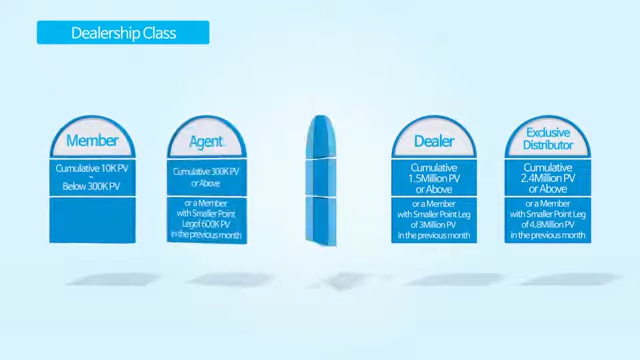 Dealership Class
Member
Cumulative 10K PV
~
Below 300K PV
Agent
Cumulative 300K PV
or Above
or a Member
with Smaller Point
Leg of 600K PV
in the previous month
Dealer
Cumulative
1.5Million PV
or Above
or a Member
with Smaller Point Leg
of 3Million PV
in the previous month
Exclusive
Distributor
Cumulative
2.4Million PV
or Above
or a Member
with Smaller Point Leg
of 4.8Million PV
in the previous month